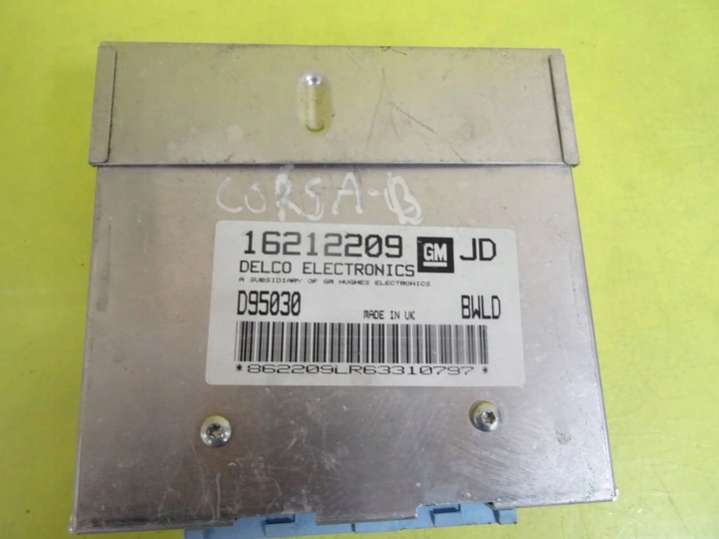 CORSA-B
16212209 GM JD
DELCO ELECTRONICS
A SUBSIDIARY OF GM HUGHES ELECTRONICS
D95030 MADE IN UK BWLD
*862209LR63310797*